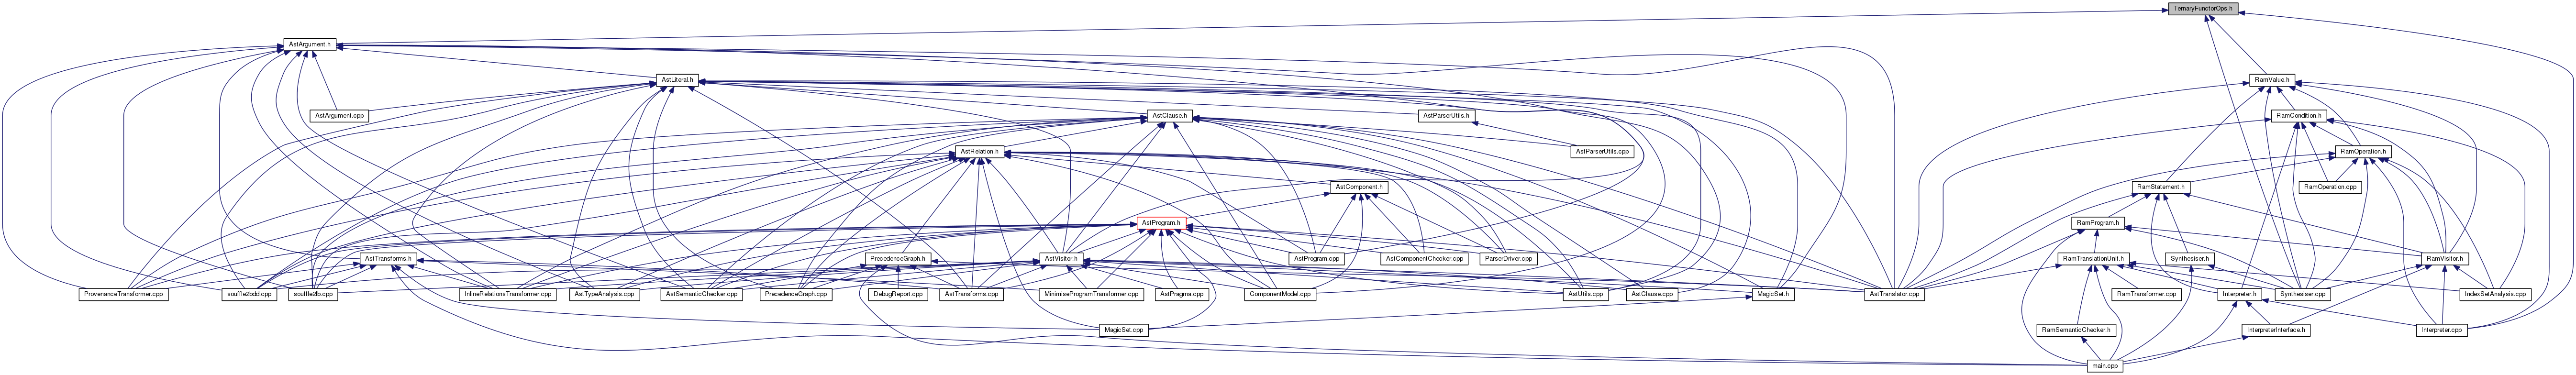 TernaryFunctorOps.h
AstArgument.h
AstLiteral.h
RamValue.h
AstArgument.cpp
AstClause.h
AstParserUtils.h
RamCondition.h
AstRelation.h
AstParserUtils.cpp
RamOperation.h
AstComponent.h
RamOperation.cpp
RamStatement.h
AstProgram.h
RamProgram.h
AstTransforms.h
PrecedenceGraph.h
AstVisitor.h
AstProgram.cpp
AstComponentChecker.cpp
ParserDriver.cpp
RamTranslationUnit.h
Synthesiser.h
RamVisitor.h
ProvenanceTransformer.cpp
souffle2bdd.cpp
souffle2lb.cpp
InlineRelationsTransformer.cpp
AstTypeAnalysis.cpp
AstSemanticChecker.cpp
PrecedenceGraph.cpp
DebugReport.cpp
AstTransforms.cpp
MinimiseProgramTransformer.cpp
AstPragma.cpp
ComponentModel.cpp
AstUtils.cpp
AstClause.cpp
MagicSet.h
AstTranslator.cpp
RamTransformer.cpp
Interpreter.h
Synthesiser.cpp
IndexSetAnalysis.cpp
MagicSet.cpp
RamSemanticChecker.h
InterpreterInterface.h
Interpreter.cpp
main.cpp